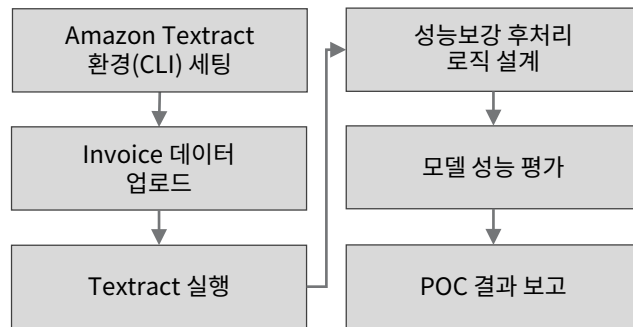 Amazon Textract
환경(CLI) 세팅
Invoice 데이터
업로드
Textract 실행
성능보강 후처리
로직 설계
모델 성능 평가
POC 결과 보고